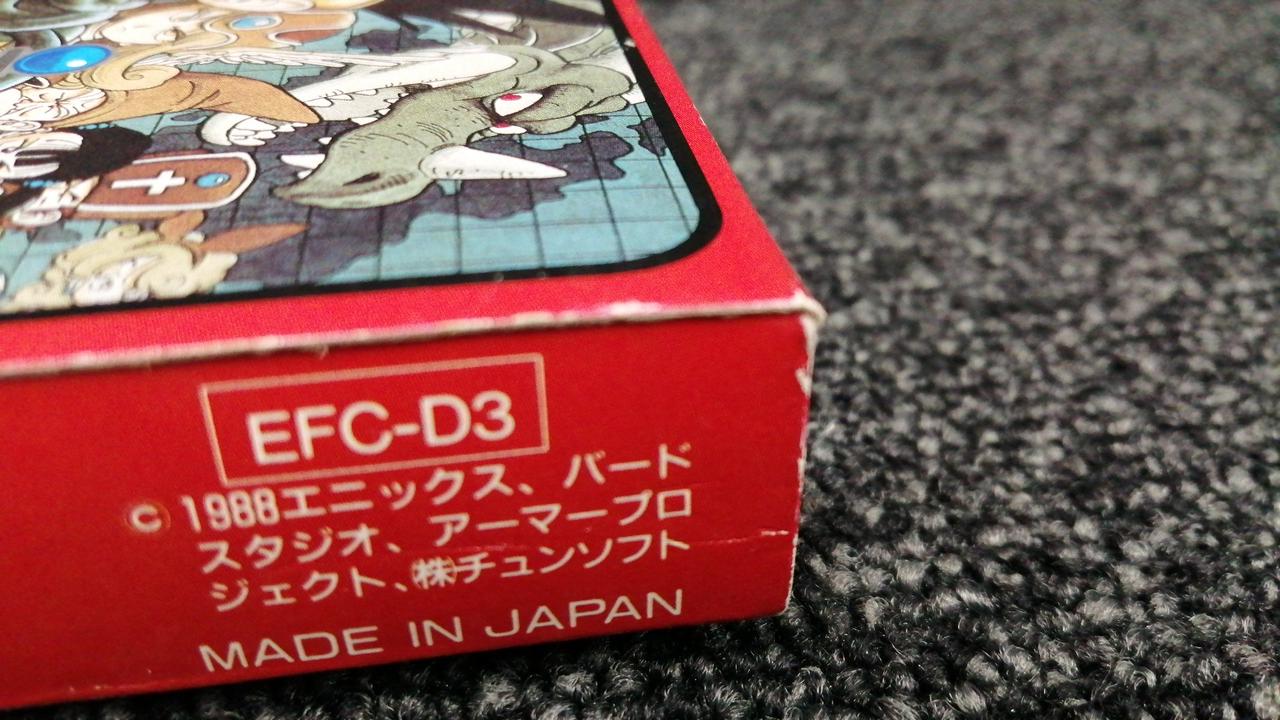 EFC-D3
© 1988エニックス、バード
スタジオ、アーマープロ
ジェクト、㈱チュンソフト
MADE IN JAPAN